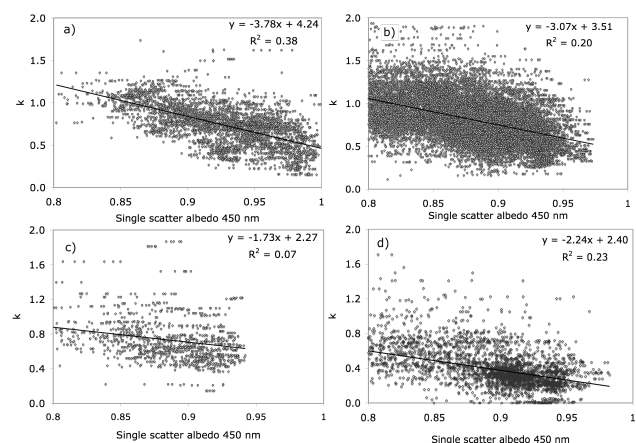 a)
y = -3.78x + 4.24
R² = 0.38
k
2.0
1.5
1.0
0.5
0.0
0.8 0.85 0.9 0.95 1
Single scatter albedo 450 nm
b)
y = -3.07x + 3.51
R² = 0.20
k
2.0
1.5
1.0
0.5
0.0
0.8 0.85 0.9 0.95 1
Single scatter albedo 450 nm
c)
y = -1.73x + 2.27
R² = 0.07
k
2.0
1.6
1.2
0.8
0.4
0.0
0.8 0.85 0.9 0.95 1
Single scatter albedo 450 nm
d)
y = -2.24x + 2.40
R² = 0.23
k
2.0
1.6
1.2
0.8
0.4
0.0
0.8 0.85 0.9 0.95 1
Single scatter albedo 450 nm